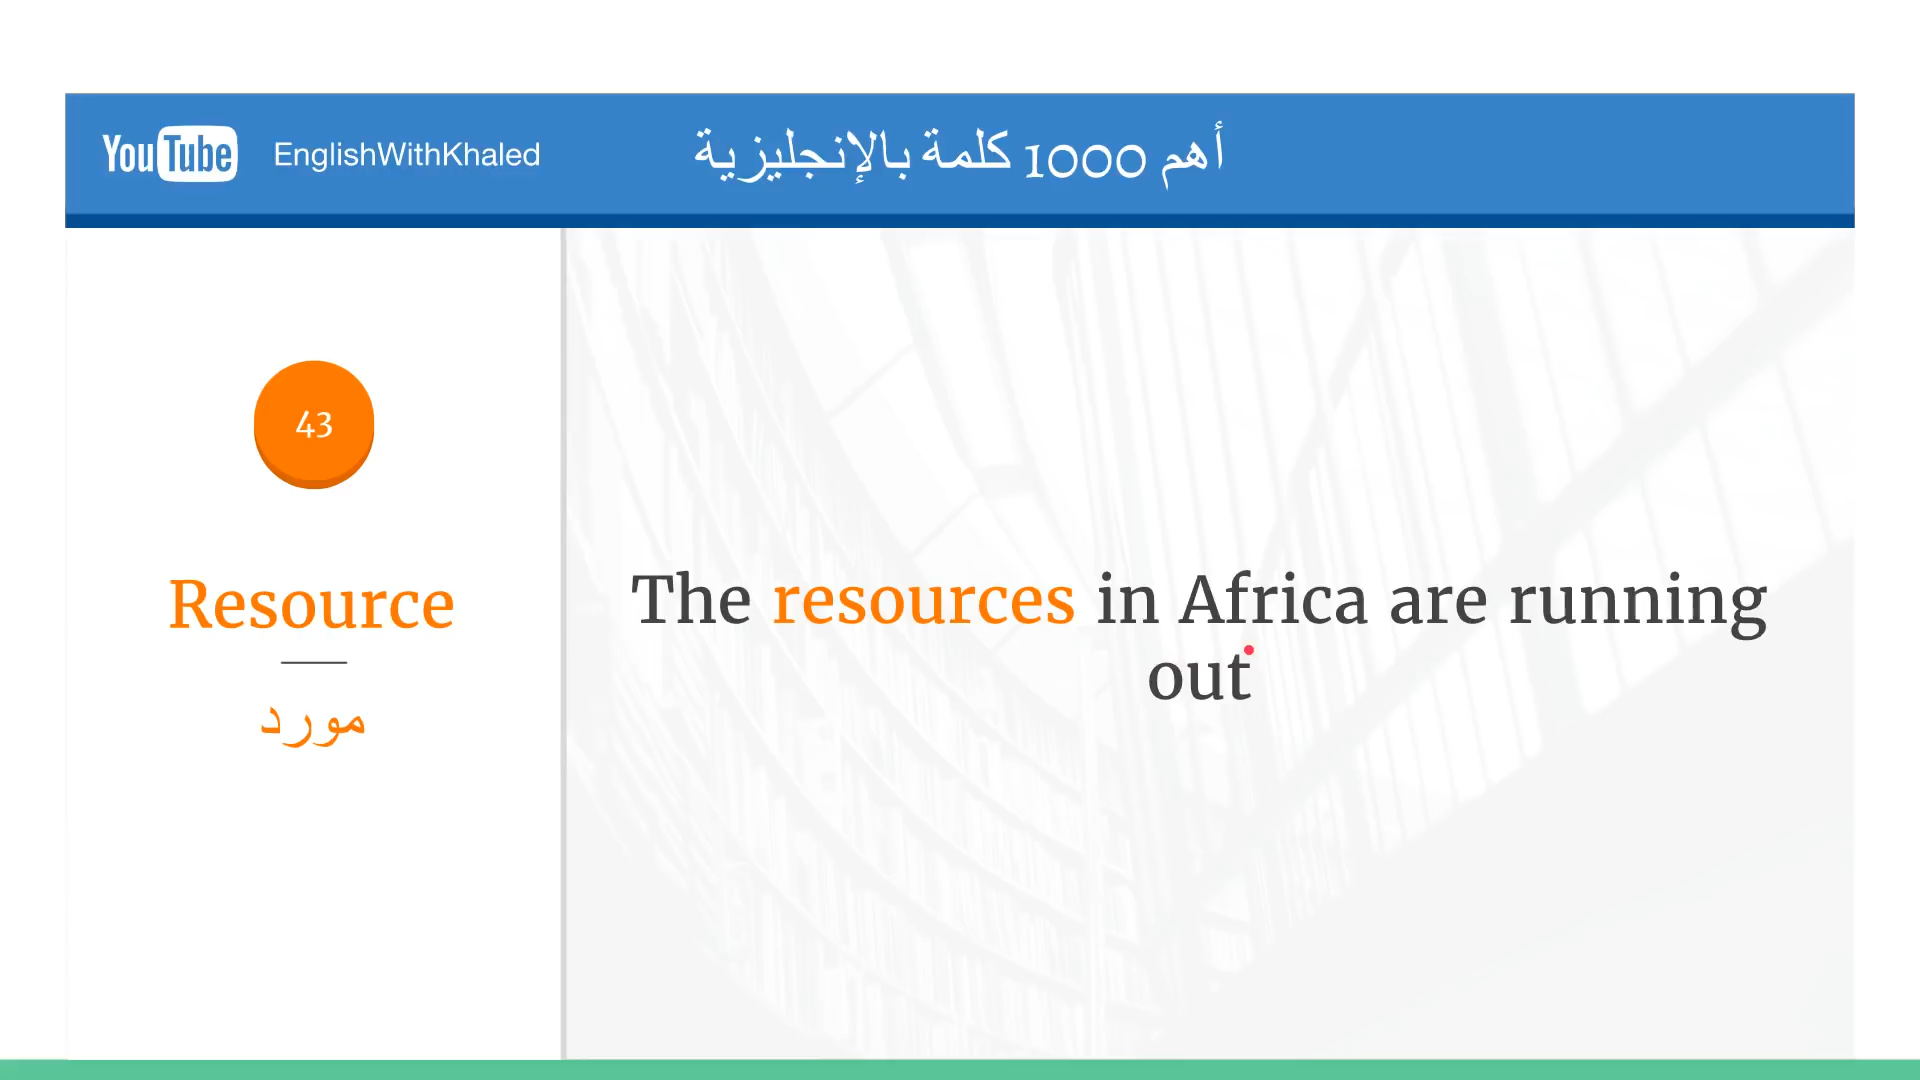 YouTube EnglishWithKhaled
أهم 1000 كلمة بالإنجليزية
43
Resource
مورد
The resources in Africa are running
out